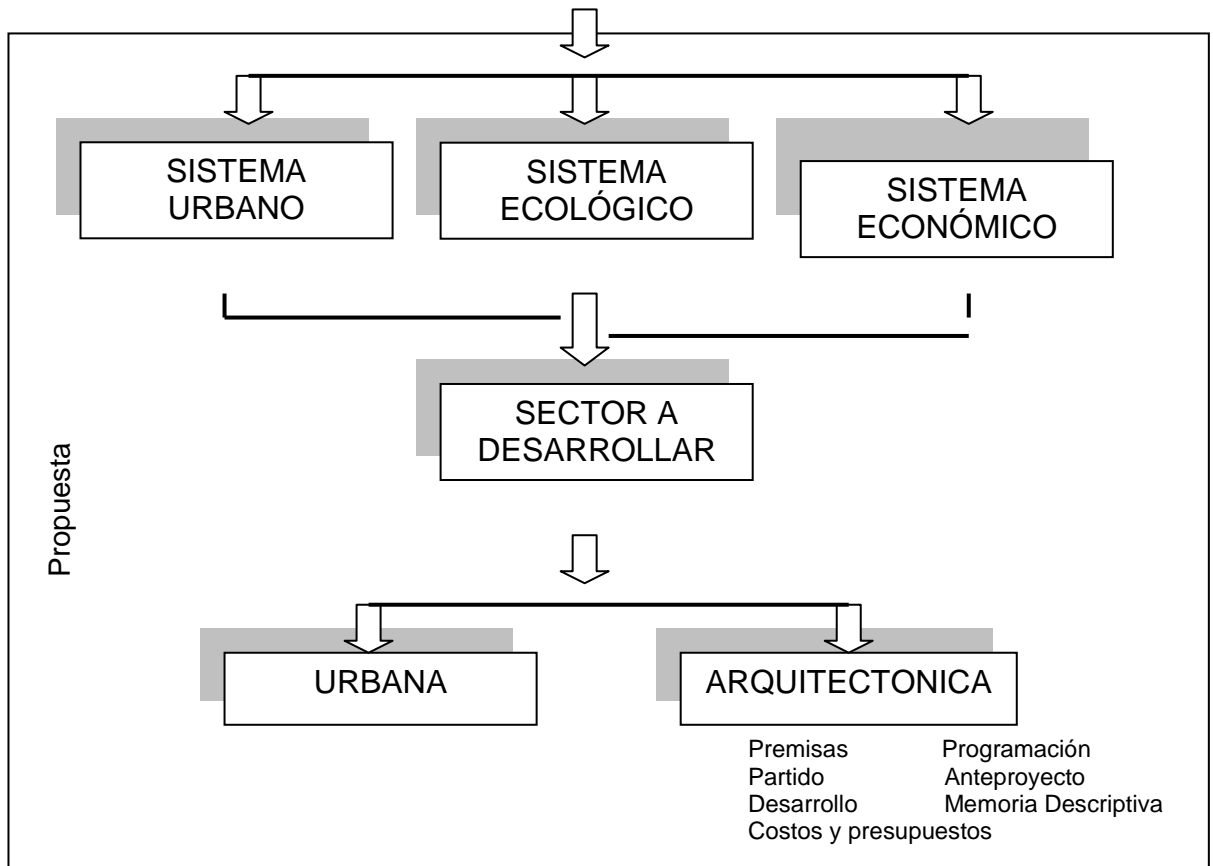 SISTEMA
URBANO
SISTEMA
ECOLÓGICO
SISTEMA
ECONÓMICO
SECTOR A
DESARROLLAR
Propuesta
URBANA
ARQUITECTONICA
Premisas Programación
Partido Anteproyecto
Desarrollo Memoria Descriptiva
Costos y presupuestos